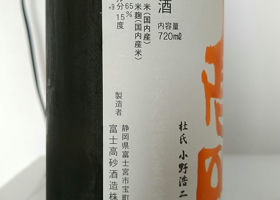 酒
内容量
720ml
米(国内産)
米麹(国内産米)
65%
15度
+9
製造者
静岡県富士宮市宝町
富士高砂酒造株
杜氏 小野浩二